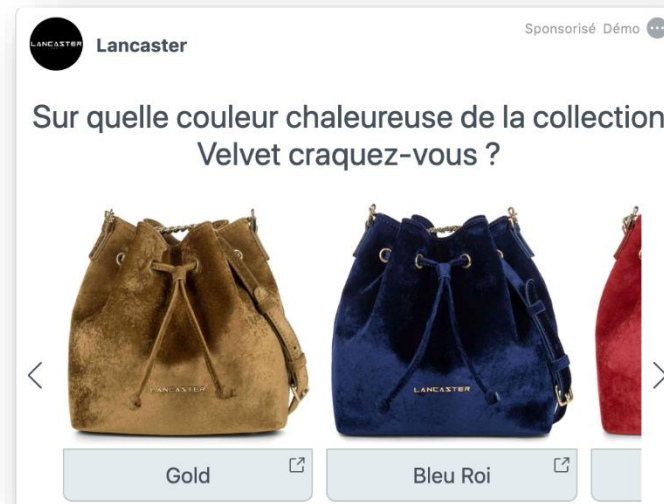 LANCASTER
Lancaster
Sponsorisé Démo
Sur quelle couleur chaleureuse de la collection
Velvet craquez-vous ?
LANCASTER
LANCASTER
Gold
Bleu Roi